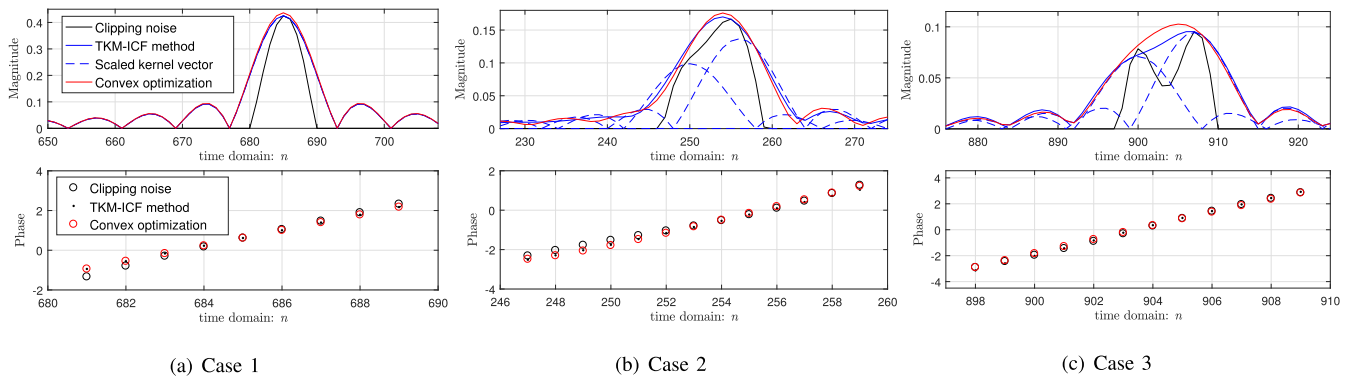 Magnitude
0.4
0.3
0.2
0.1
0
Clipping noise
TKM-ICF method
Scaled kernel vector
Convex optimization
650 660 670 680 690 700
time domain: n
Phase
4
2
0
-2
Clipping noise
TKM-ICF method
Convex optimization
680 682 684 686 688 690
time domain: n
(a) Case 1
Magnitude
0.15
0.1
0.05
0
230 240 250 260 270
time domain: n
Phase
2
0
-2
-4
246 248 250 252 254 256 258 260
time domain: n
(b) Case 2
Magnitude
0.1
0.05
0
880 890 900 910 920
time domain: n
Phase
4
2
0
-2
-4
898 900 902 904 906 908 910
time domain: n
(c) Case 3